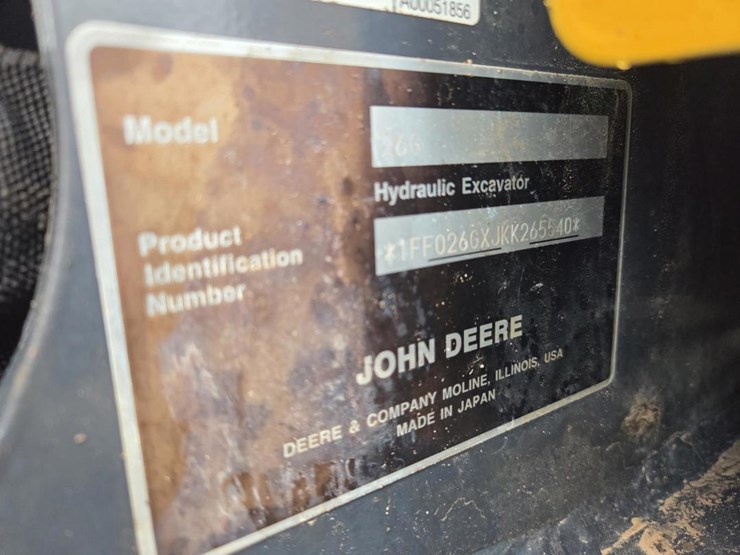 A00051856
Model
26G
Hydraulic Excavator
Product
Identification
Number
*1FF026GXJKK265540*
JOHN DEERE
DEERE & COMPANY MOLINE, ILLINOIS, USA
MADE IN JAPAN